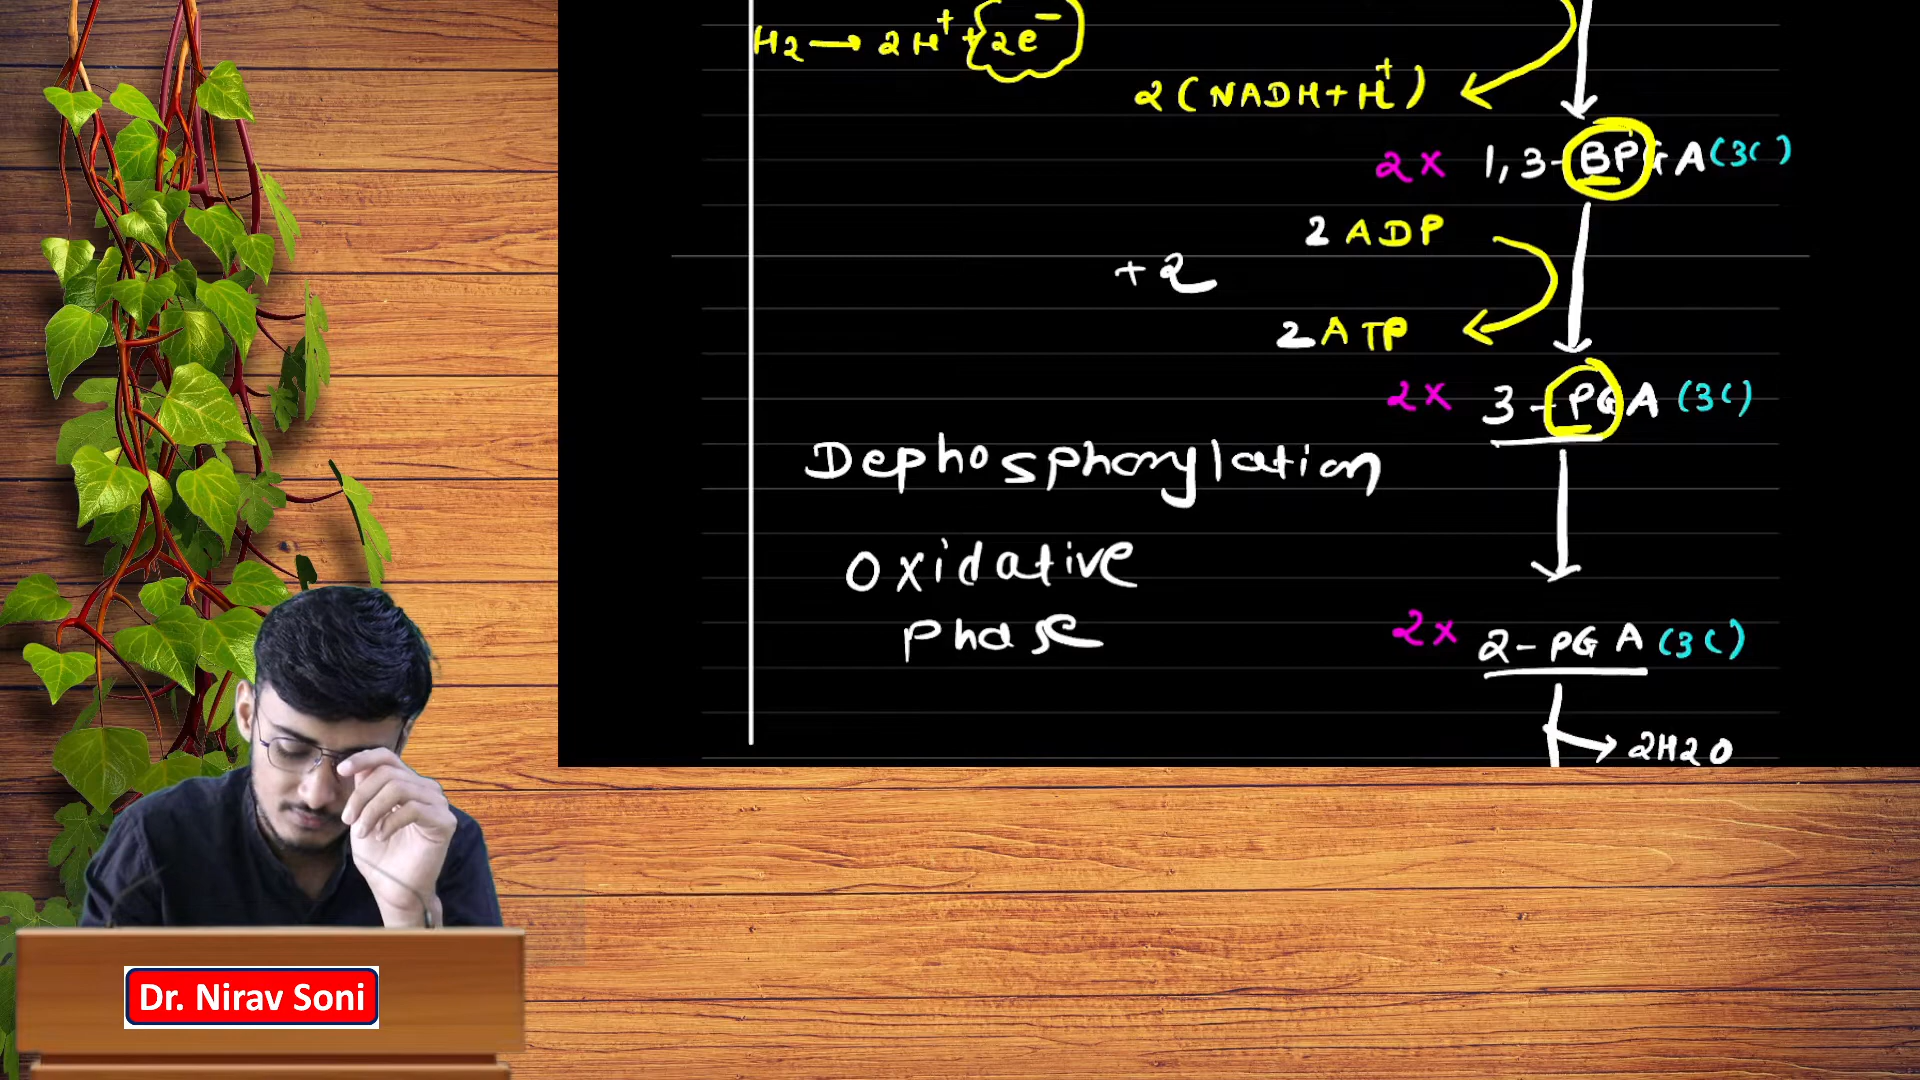 H2 → 2H+ + 2e-
2(NADH+H+)
2x 1,3-BPGA (3C)
2 ADP
+2
2 ATP
2x 3-PGA (3C)
Dephosphorylation
oxidative
phase
2x 2-PGA (3C)
→ 2H2O
Dr. Nirav Soni